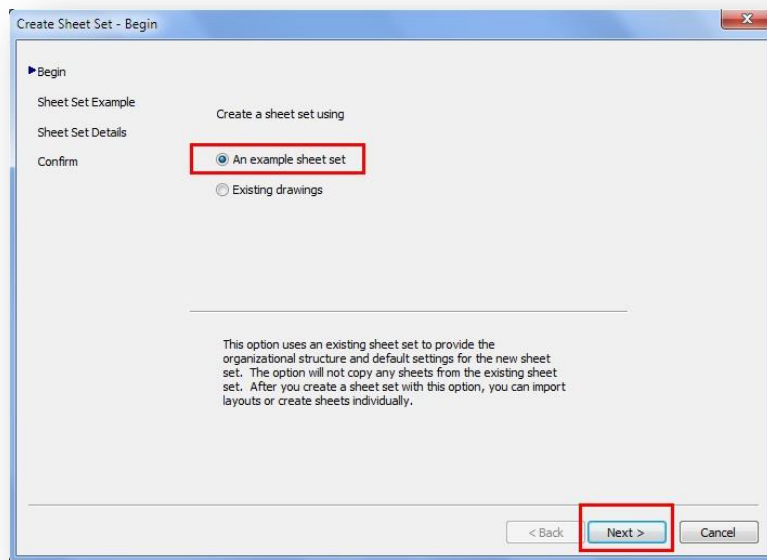 Create Sheet Set - Begin
Begin
Sheet Set Example
Sheet Set Details
Confirm
Create a sheet set using
An example sheet set
Existing drawings
This option uses an existing sheet set to provide the
organizational structure and default settings for the new sheet
set.  The option will not copy any sheets from the existing sheet
set.  After you create a sheet set with this option, you can import
layouts or create sheets individually.
< Back
Next >
Cancel